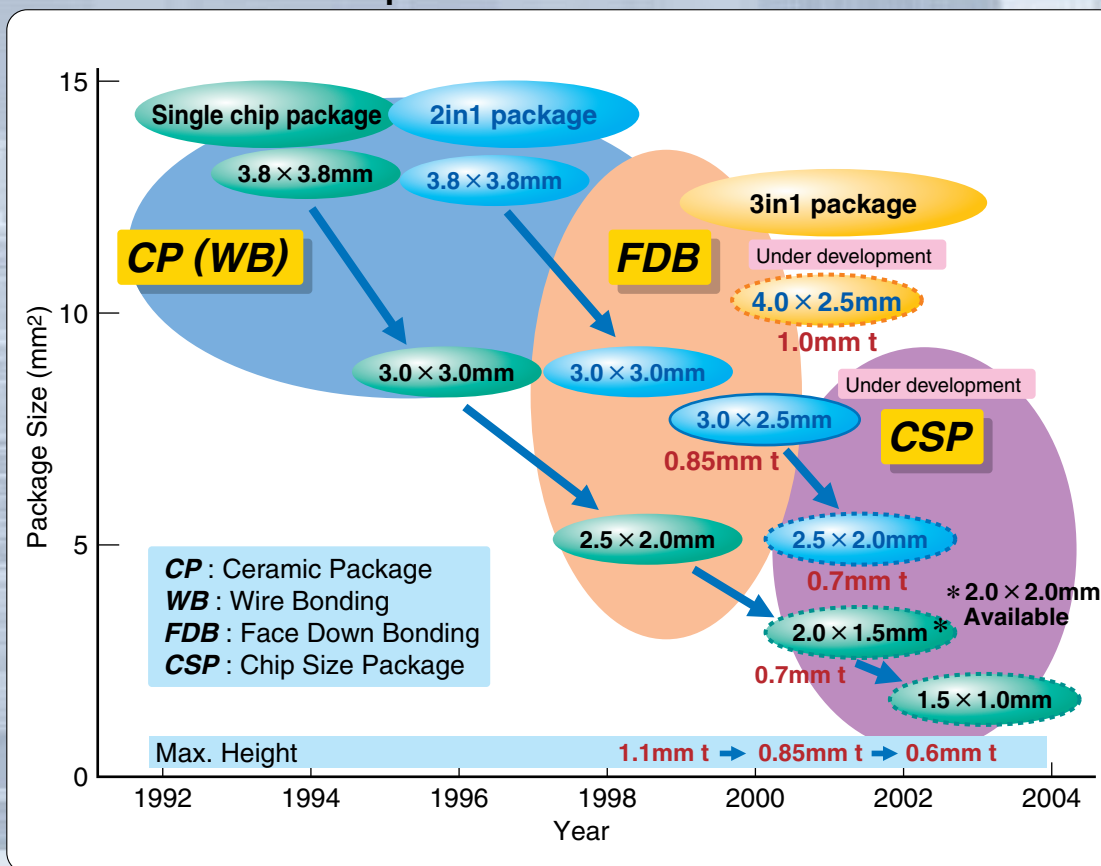 15
Single chip package
2in1 package
3.8 × 3.8mm
3.8 × 3.8mm
3in1 package
CP (WB)
FDB
Under development
4.0 × 2.5mm
1.0mm t
10
3.0 × 3.0mm
3.0 × 3.0mm
Under development
3.0 × 2.5mm
CSP
0.85mm t
Package Size (mm²)
5
2.5 × 2.0mm
2.5 × 2.0mm
0.7mm t
* 2.0 × 2.0mm
Available
2.0 × 1.5mm *
0.7mm t
1.5 × 1.0mm
CP : Ceramic Package
WB : Wire Bonding
FDB : Face Down Bonding
CSP : Chip Size Package
Max. Height 1.1mm t 0.85mm t 0.6mm t
0
1992 1994 1996 1998 2000 2002 2004
Year